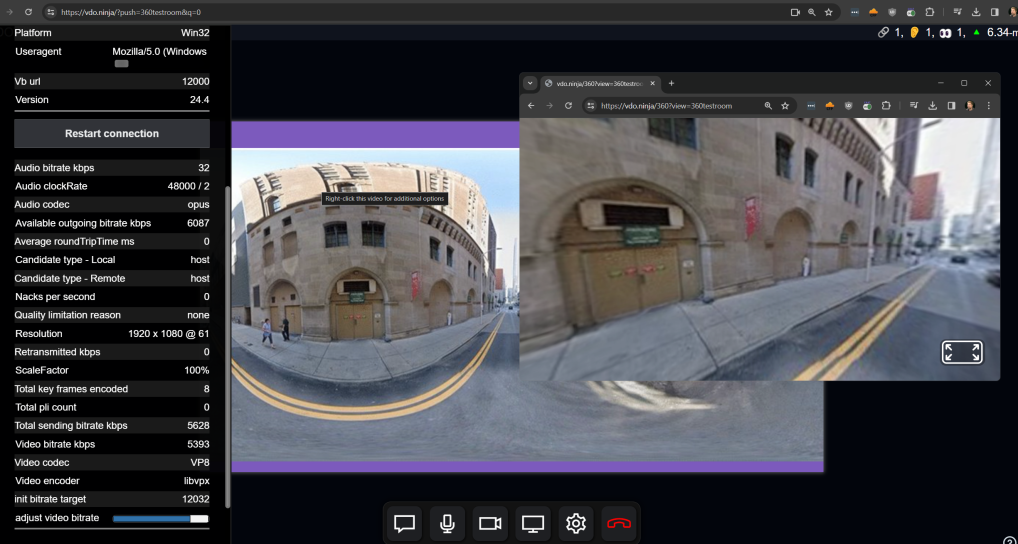 https://vdo.ninja/?push=360testroom&q=0
Platform Win32
Useragent Mozilla/5.0 (Windows
Vb url 12000
Version 24.4
Restart connection
Audio bitrate kbps 32
Audio clockRate 48000 / 2
Audio codec opus
Available outgoing bitrate kbps 6087
Average roundTripTime ms 0
Candidate type - Local host
Candidate type - Remote host
Nacks per second 0
Quality limitation reason none
Resolution 1920 x 1080 @ 61
Retransmitted kbps 0
ScaleFactor 100%
Total key frames encoded 8
Total pli count 0
Total sending bitrate kbps 5628
Video bitrate kbps 5393
Video codec VP8
Video encoder libvpx
init bitrate target 12032
adjust video bitrate
1, 1, 1, 6.34-m
vdo.ninja/360?view=360testroo
https://vdo.ninja/360?view=360testroom
Right-click this video for additional options